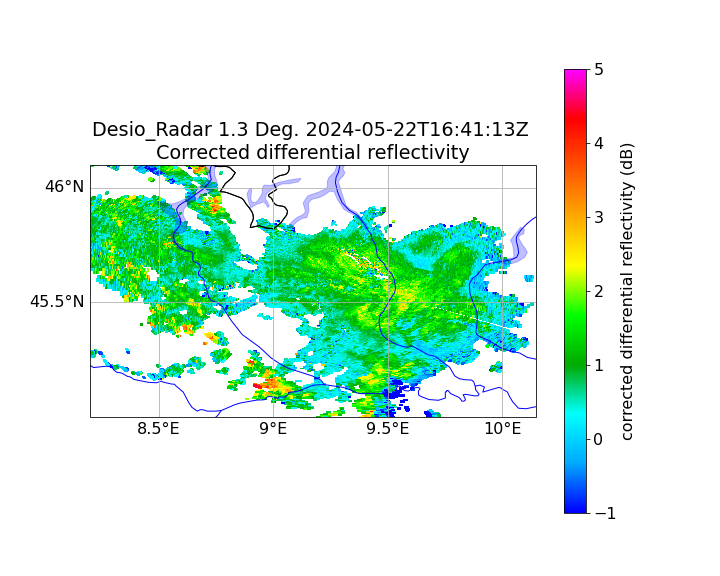 Desio_Radar 1.3 Deg. 2024-05-22T16:41:13Z
Corrected differential reflectivity
46°N
45.5°N
8.5°E
9°E
9.5°E
10°E
5
4
3
2
1
0
−1
corrected differential reflectivity (dB)